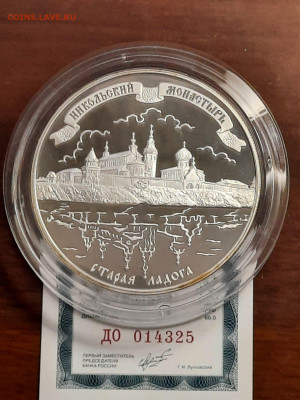 COINS.LAVE.RU
НИКОЛЬСКИЙ МОНАСТЫРЬ
СТАРАЯ ЛАДОГА
ДО 014325
ПЕРВЫЙ ЗАМЕСТИТЕЛЬ
ПРЕДСЕДАТЕЛЯ
БАНКА РОССИИ